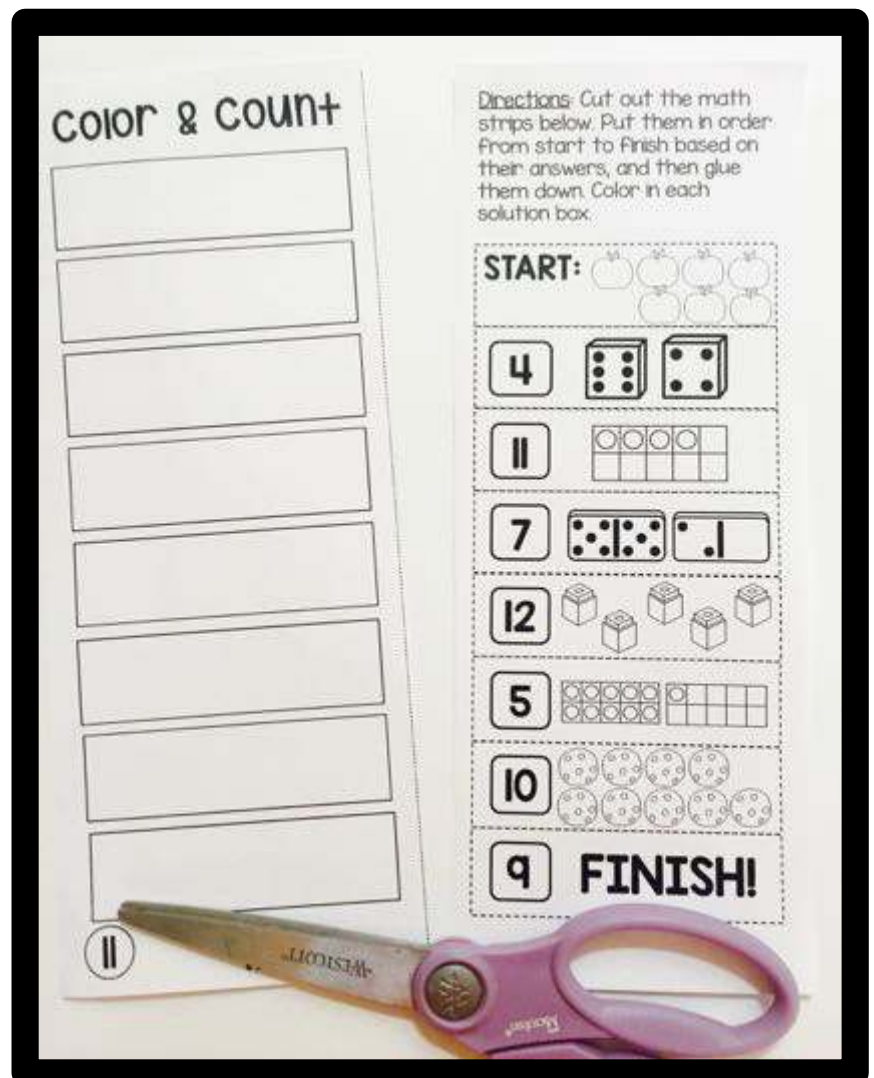 Color & Count
11
Directions: Cut out the math
strips below. Put them in order
from start to finish based on
their answers, and then glue
them down. Color in each
solution box.
START:
4
11
7
12
5
10
9 FINISH!
WESTCOTT